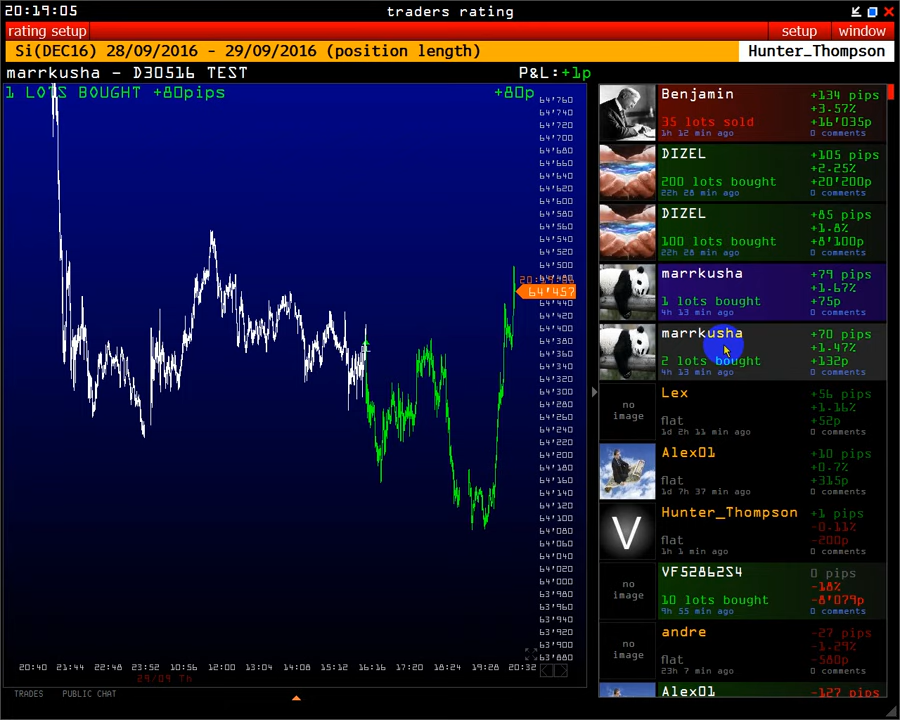 20:19:05
traders rating
rating setup
setup
window
Si(DEC16) 28/09/2016 - 29/09/2016 (position length)
Hunter_Thompson
marrkusha - D30516 TEST
P&L:+1p
1 LOTS BOUGHT +80pips
+80p
64'760
64'740
64'720
64'700
64'680
64'660
64'640
64'620
64'600
64'580
64'560
64'540
64'520
64'500
64'457
64'440
64'420
64'400
64'380
64'360
64'340
64'320
64'300
64'280
64'260
64'240
64'220
64'200
64'180
64'160
64'140
64'120
64'100
64'080
64'060
64'040
64'020
64'000
63'980
63'960
63'940
63'920
63'900
63'880
20:40 21:44 22:48 23:52 10:56 12:00 13:04 14:08 15:12 16:16 17:20 18:24 19:28 20:32
29/09 Th
TRADES
PUBLIC CHAT
Benjamin
+134 pips
+3.57%
35 lots sold
+16'035p
1h 12 min ago
0 comments
DIZEL
+105 pips
+2.25%
200 lots bought
+20'200p
22h 28 min ago
0 comments
DIZEL
+85 pips
+1.8%
100 lots bought
+8'100p
22h 28 min ago
0 comments
marrkusha
+79 pips
+1.67%
1 lots bought
+75p
4h 13 min ago
0 comments
marrkusha
+70 pips
+1.47%
2 lots bought
+132p
4h 13 min ago
0 comments
no image
Lex
+56 pips
+1.16%
flat
+52p
1d 2h 11 min ago
0 comments
Alex01
+10 pips
+0.7%
flat
+315p
1d 7h 37 min ago
0 comments
V
Hunter_Thompson
+1 pips
-0.11%
flat
-200p
1h 1 min ago
0 comments
no image
VF52862S4
0 pips
-18%
10 lots bought
-8'079p
9h 55 min ago
0 comments
no image
andre
-27 pips
-1.29%
flat
-580p
23h 7 min ago
0 comments
Alex01
-127 pips